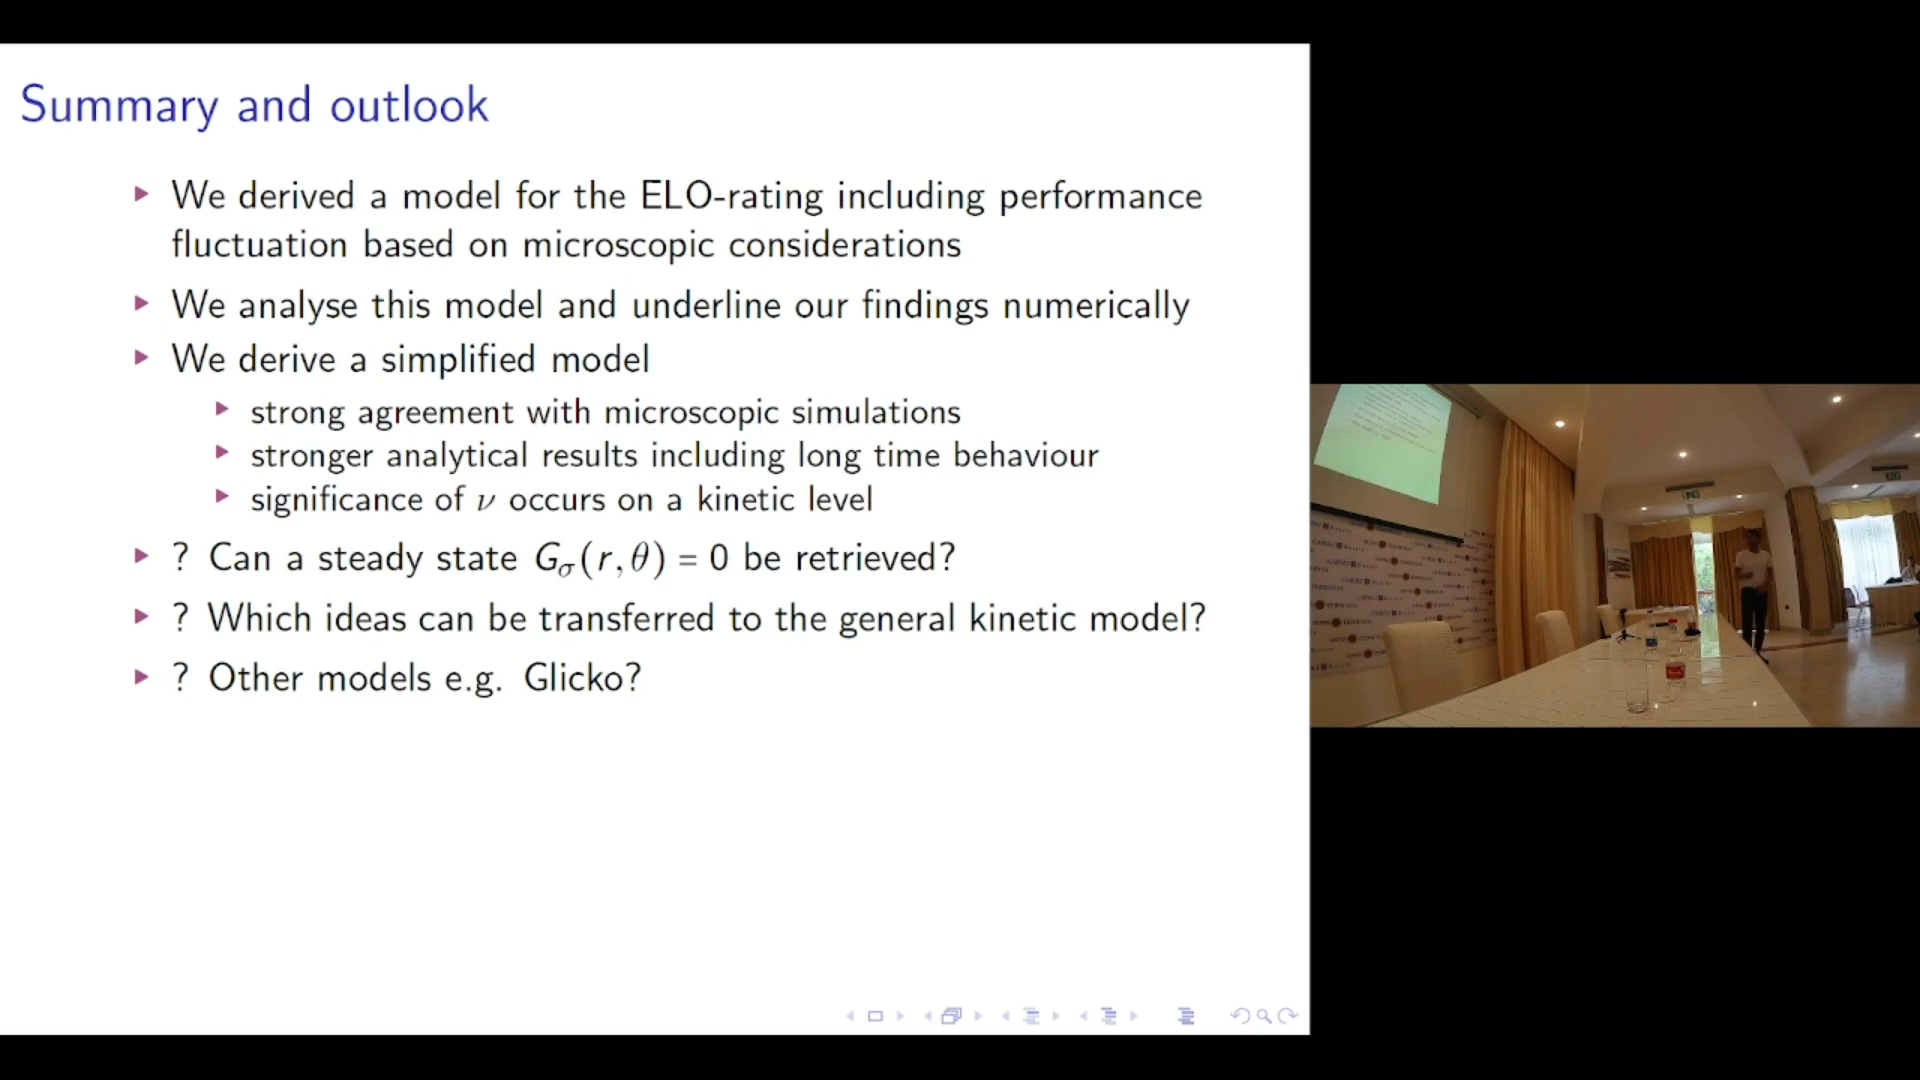 Summary and outlook
We derived a model for the ELO-rating including performance
fluctuation based on microscopic considerations
We analyse this model and underline our findings numerically
We derive a simplified model
strong agreement with microscopic simulations
stronger analytical results including long time behaviour
significance of ν occurs on a kinetic level
? Can a steady state G_σ(r,θ) = 0 be retrieved?
? Which ideas can be transferred to the general kinetic model?
? Other models e.g. Glicko?